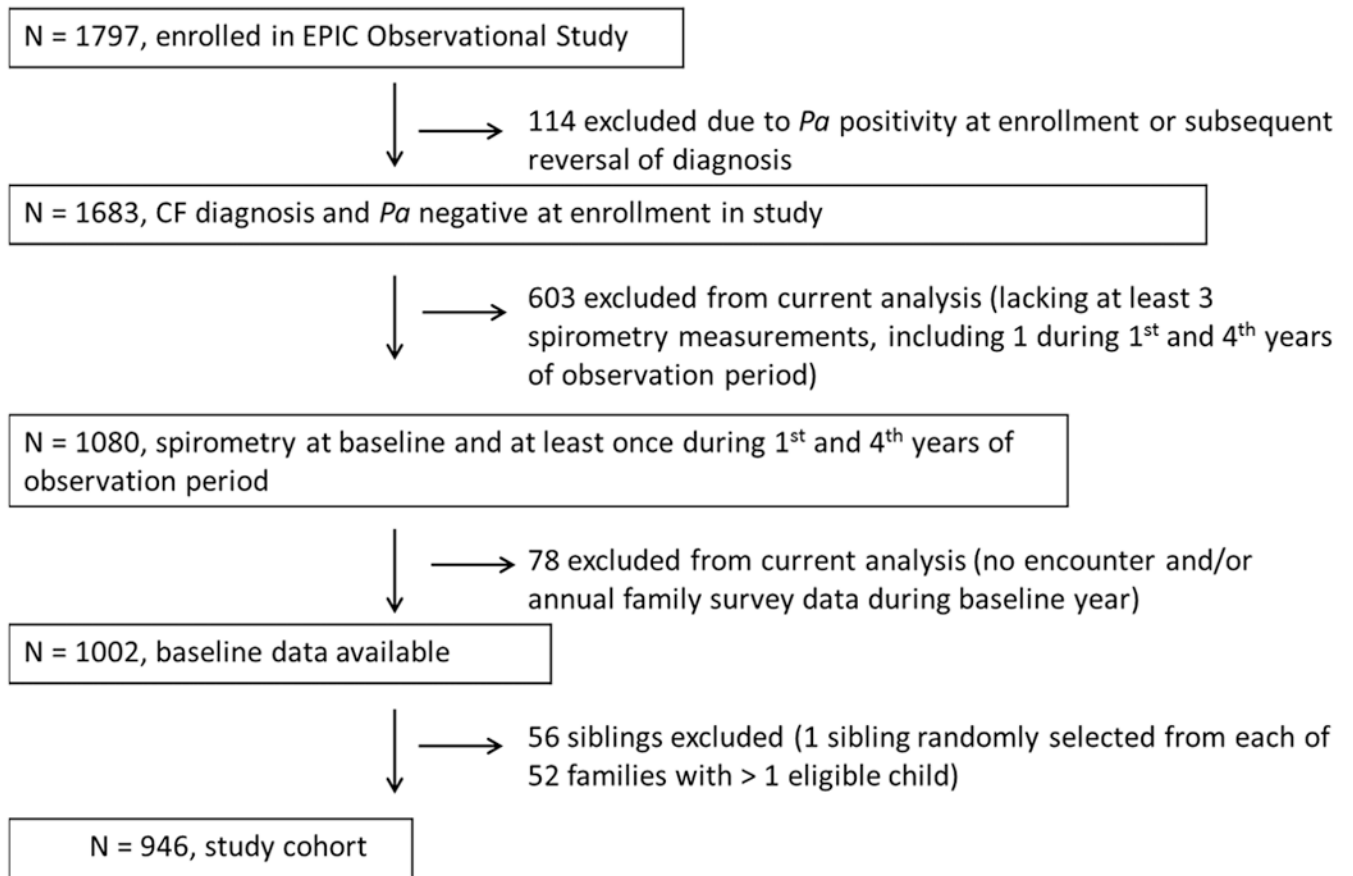 N = 1797, enrolled in EPIC Observational Study
114 excluded due to Pa positivity at enrollment or subsequent
reversal of diagnosis
N = 1683, CF diagnosis and Pa negative at enrollment in study
603 excluded from current analysis (lacking at least 3
spirometry measurements, including 1 during 1st and 4th years
of observation period)
N = 1080, spirometry at baseline and at least once during 1st and 4th years of
observation period
78 excluded from current analysis (no encounter and/or
annual family survey data during baseline year)
N = 1002, baseline data available
56 siblings excluded (1 sibling randomly selected from each of
52 families with > 1 eligible child)
N = 946, study cohort